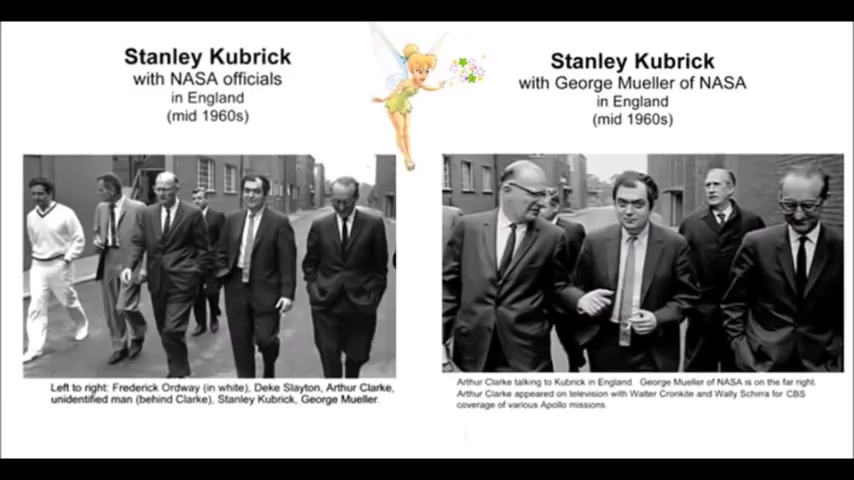 Stanley Kubrick
with NASA officials
in England
(mid 1960s)
Left to right: Frederick Ordway (in white), Deke Slayton, Arthur Clarke,
unidentified man (behind Clarke), Stanley Kubrick, George Mueller.
Stanley Kubrick
with George Mueller of NASA
in England
(mid 1960s)
Arthur Clarke talking to Kubrick in England. George Mueller of NASA is on the far right.
Arthur Clarke appeared on television with Walter Cronkite and Wally Schirra for CBS
coverage of various Apollo missions.